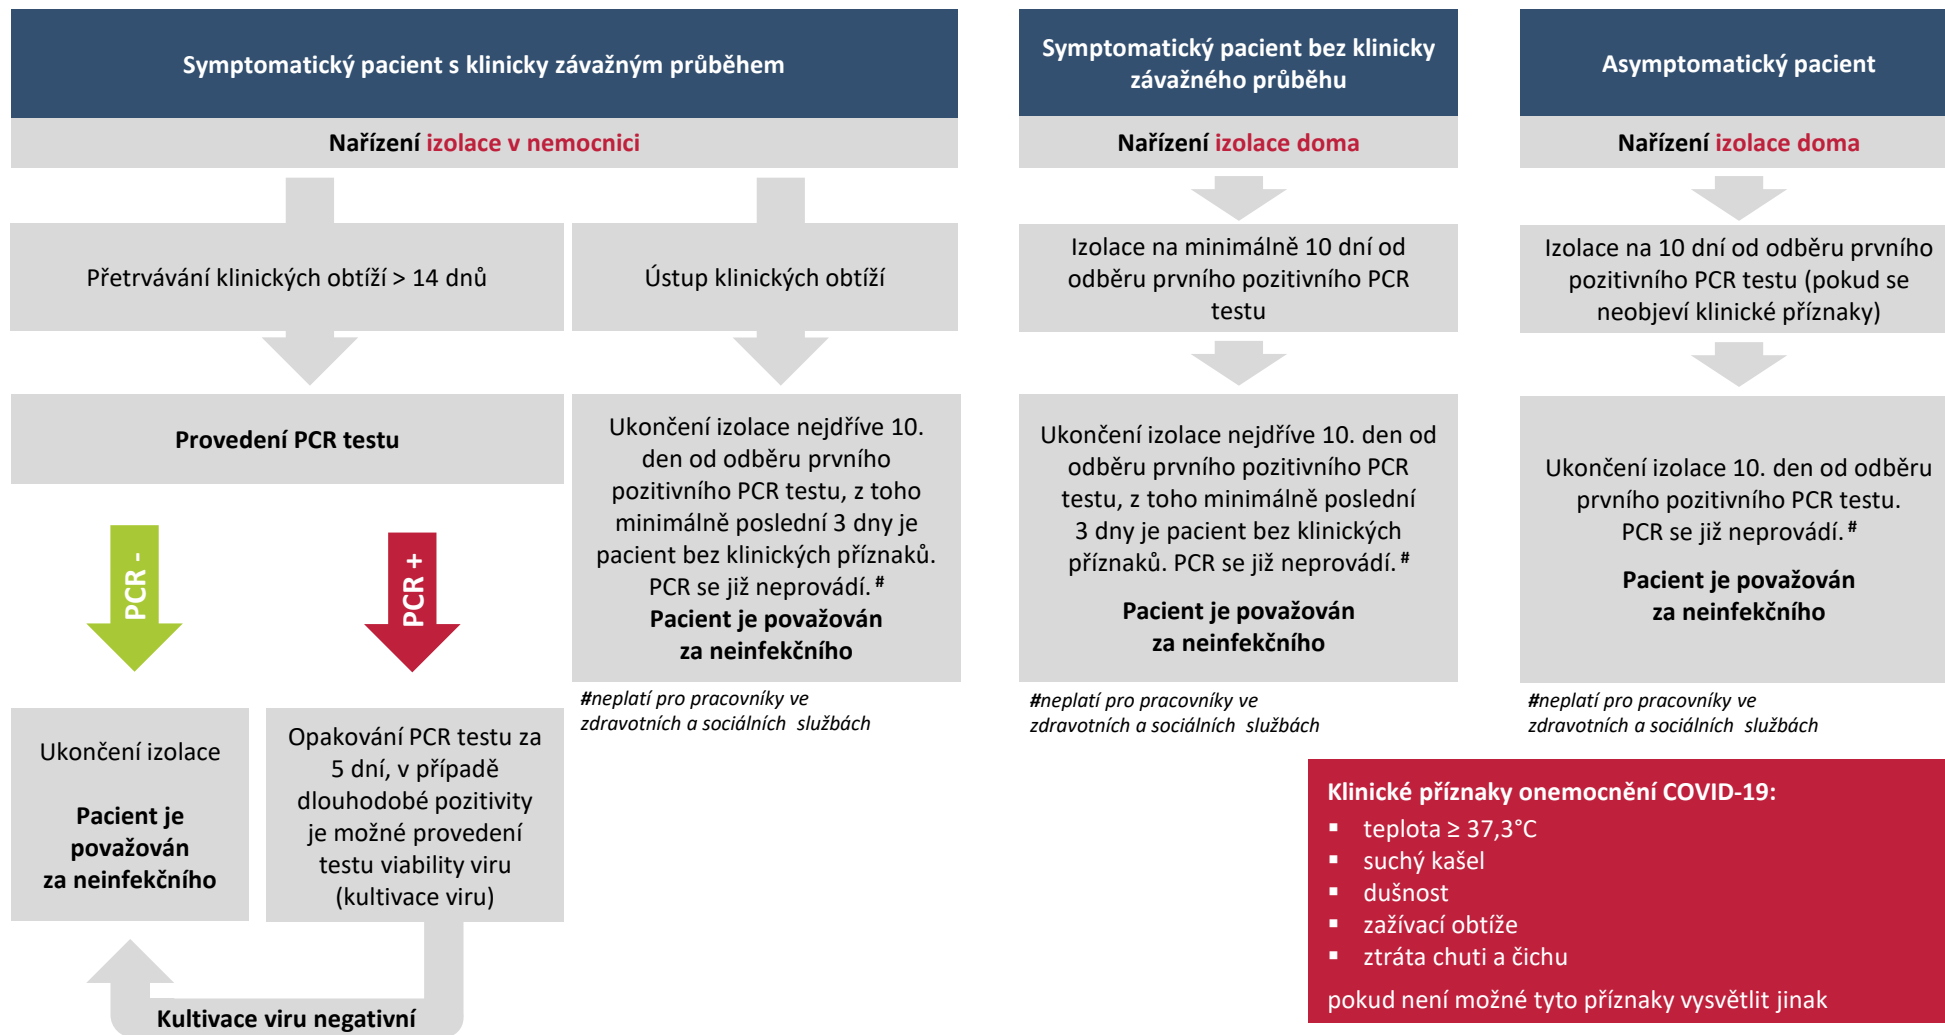 Symptomatický pacient s klinicky závažným průběhem
Nařízení izolace v nemocnici
Přetrvávání klinických obtíží > 14 dnů
Provedení PCR testu
PCR -
PCR +
Ukončení izolace
Pacient je
považován
za neinfekčního
Opakování PCR testu za
5 dní, v případě
dlouhodobé pozitivity
je možné provedení
testu viability viru
(kultivace viru)
Kultivace viru negativní
Ústup klinických obtíží
Ukončení izolace nejdříve 10.
den od odběru prvního
pozitivního PCR testu, z toho
minimálně poslední 3 dny je
pacient bez klinických příznaků.
PCR se již neprovádí. #
Pacient je považován
za neinfekčního
#neplatí pro pracovníky ve
zdravotních a sociálních službách
Symptomatický pacient bez klinicky
závažného průběhu
Nařízení izolace doma
Izolace na minimálně 10 dní od
odběru prvního pozitivního PCR
testu
Ukončení izolace nejdříve 10. den od
odběru prvního pozitivního PCR
testu, z toho minimálně poslední
3 dny je pacient bez klinických
příznaků. PCR se již neprovádí. #
Pacient je považován
za neinfekčního
#neplatí pro pracovníky ve
zdravotních a sociálních službách
Asymptomatický pacient
Nařízení izolace doma
Izolace na 10 dní od odběru prvního
pozitivního PCR testu (pokud se
neobjeví klinické příznaky)
Ukončení izolace 10. den od odběru
prvního pozitivního PCR testu.
PCR se již neprovádí. #
Pacient je považován
za neinfekčního
#neplatí pro pracovníky ve
zdravotních a sociálních službách
Klinické příznaky onemocnění COVID-19:
▪ teplota ≥ 37,3°C
▪ suchý kašel
▪ dušnost
▪ zažívací obtíže
▪ ztráta chuti a čichu
pokud není možné tyto příznaky vysvětlit jinak